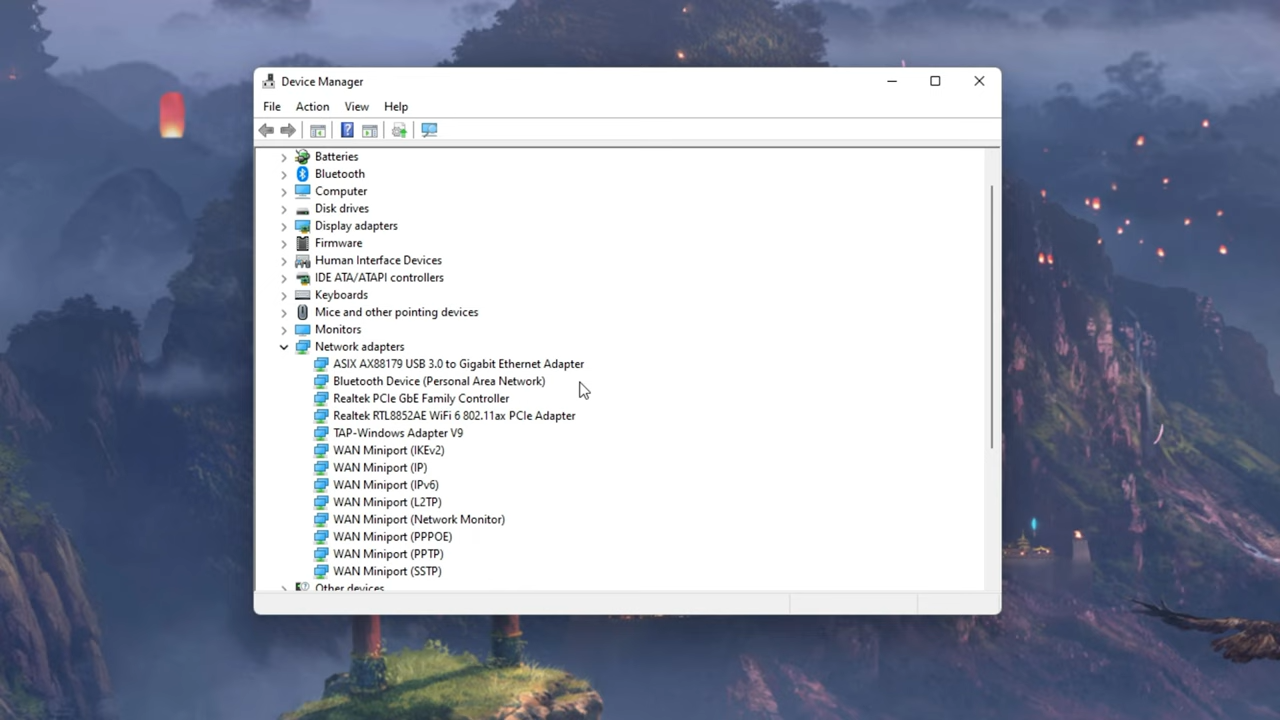 Device Manager
File Action View Help
Batteries
Bluetooth
Computer
Disk drives
Display adapters
Firmware
Human Interface Devices
IDE ATA/ATAPI controllers
Keyboards
Mice and other pointing devices
Monitors
Network adapters
ASIX AX88179 USB 3.0 to Gigabit Ethernet Adapter
Bluetooth Device (Personal Area Network)
Realtek PCIe GbE Family Controller
Realtek RTL8852AE WiFi 6 802.11ax PCIe Adapter
TAP-Windows Adapter V9
WAN Miniport (IKEv2)
WAN Miniport (IP)
WAN Miniport (IPv6)
WAN Miniport (L2TP)
WAN Miniport (Network Monitor)
WAN Miniport (PPPOE)
WAN Miniport (PPTP)
WAN Miniport (SSTP)
Other devices